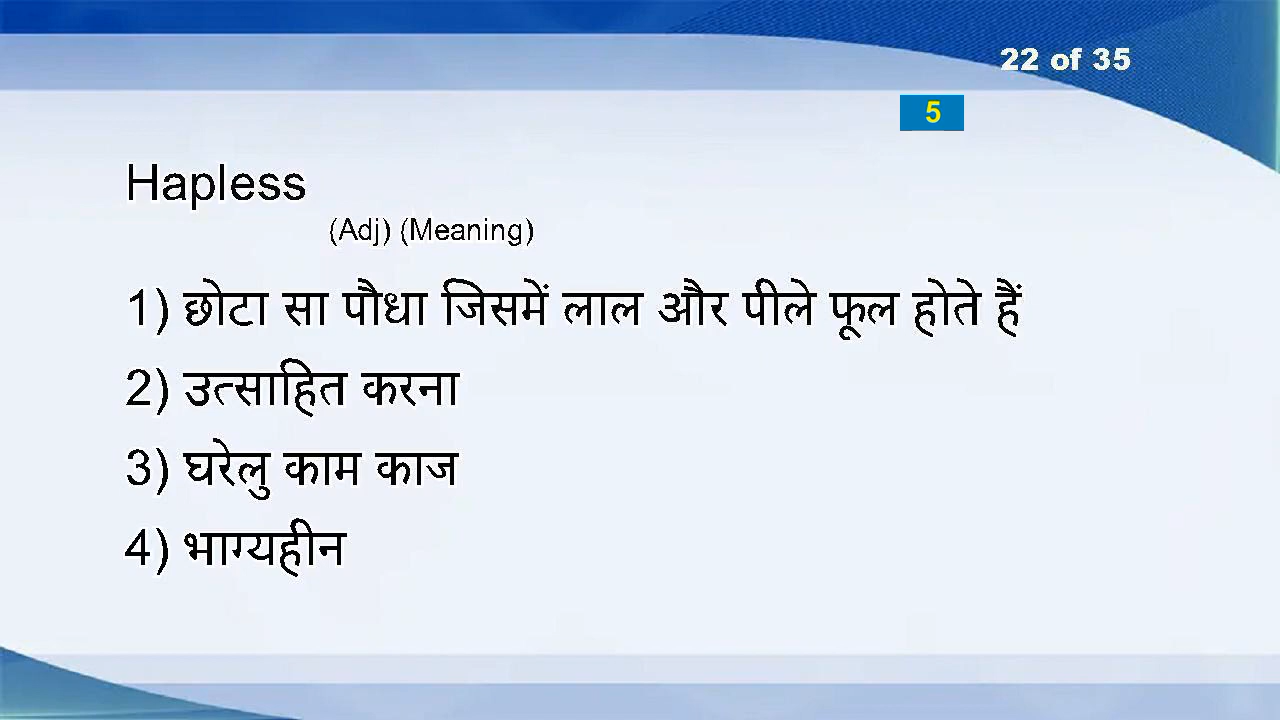 22 of 35
5
Hapless
(Adj) (Meaning)
1) छोटा सा पौधा जिसमें लाल और पीले फूल होते हैं
2) उत्साहित करना
3) घरेलु काम काज
4) भाग्यहीन